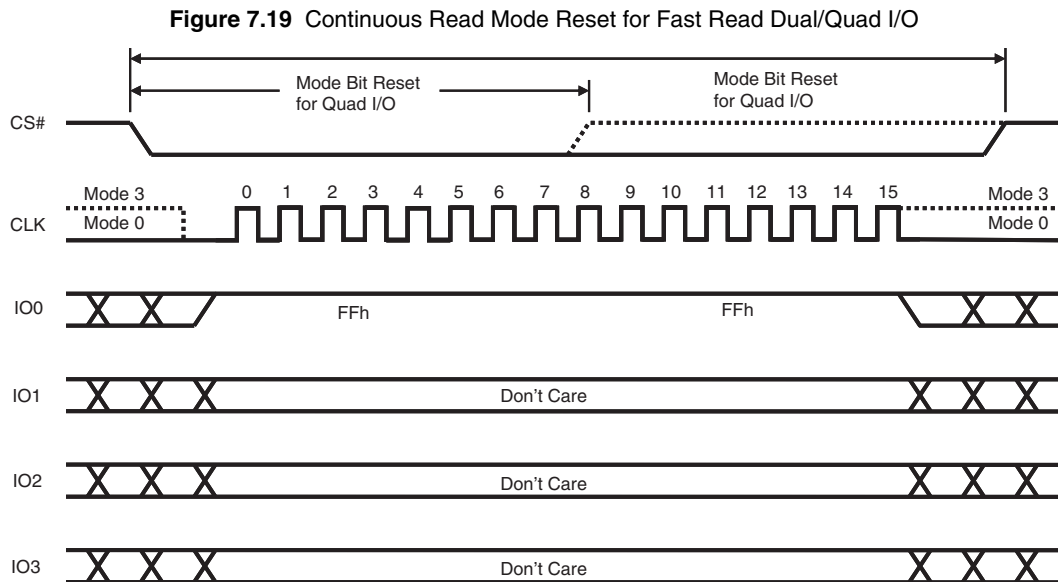 Figure 7.19 Continuous Read Mode Reset for Fast Read Dual/Quad I/O
Mode Bit Reset
for Quad I/O
Mode Bit Reset
for Quad I/O
CS#
Mode 3
0 1 2 3 4 5 6 7 8 9 10 11 12 13 14 15
Mode 3
CLK
Mode 0
Mode 0
IO0
FFh
FFh
IO1
Don't Care
IO2
Don't Care
IO3
Don't Care